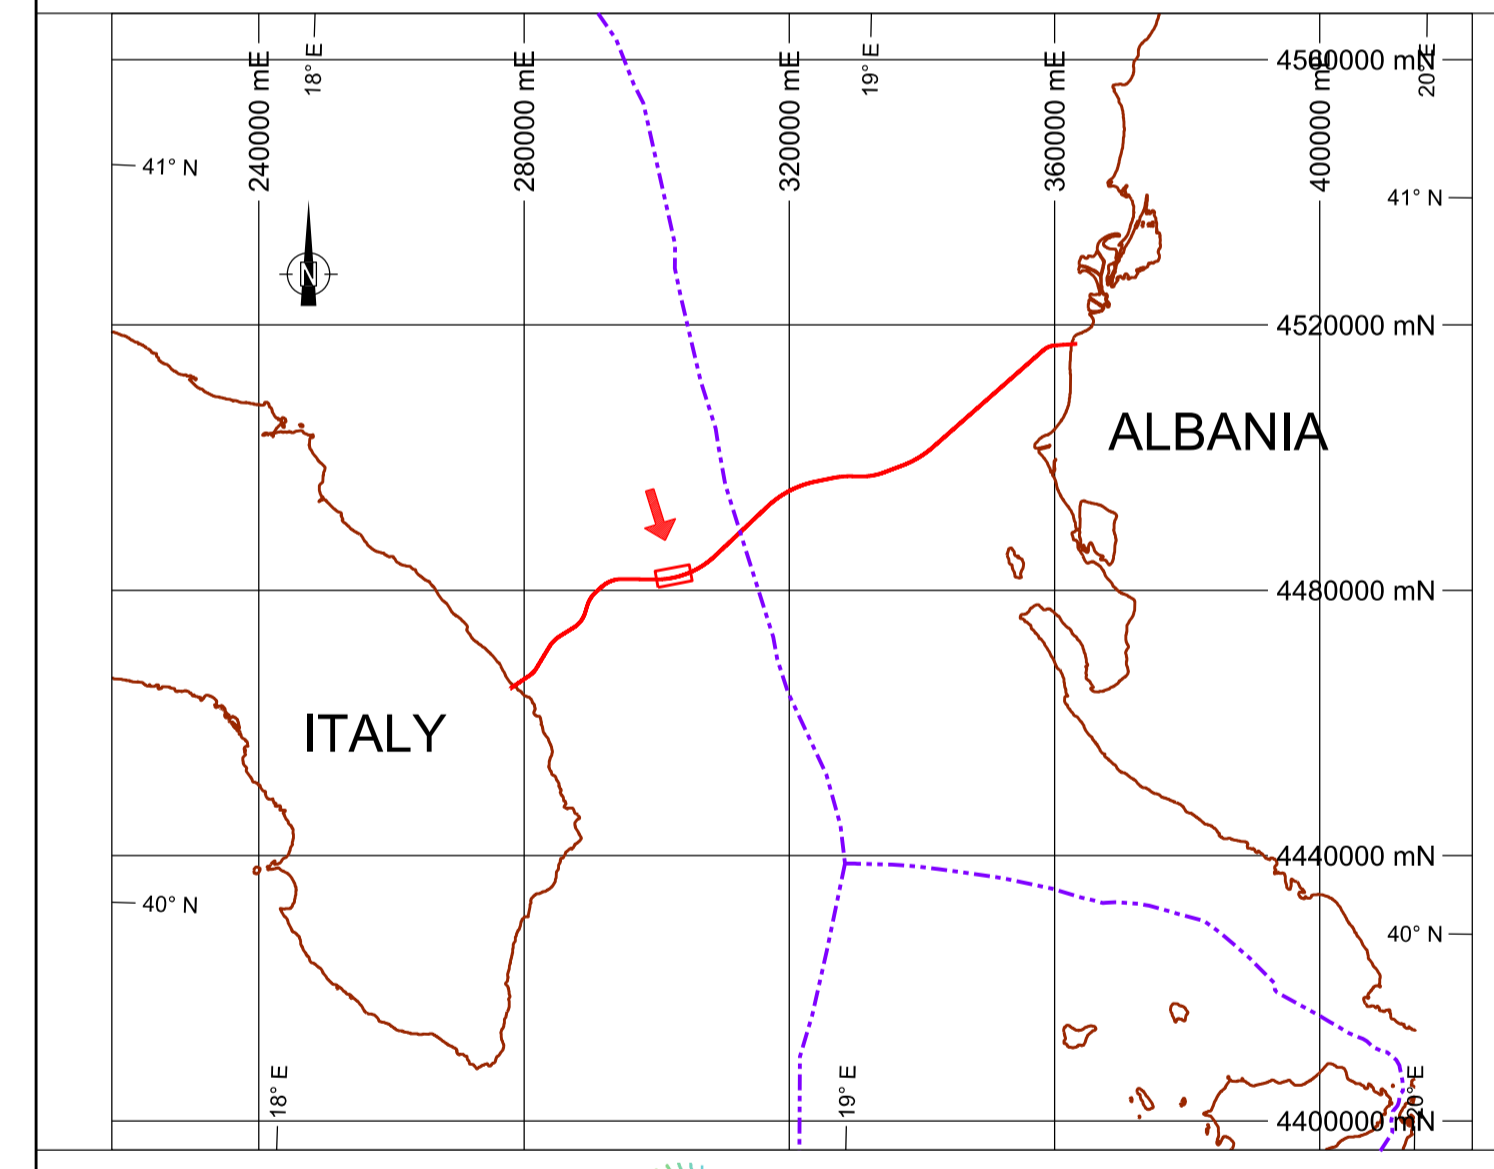 240000 mE
18° E
280000 mE
320000 mE
19° E
360000 mE
400000 mE
20° E
4560000 mN
41° N
41° N
N
4520000 mN
ALBANIA
4480000 mN
ITALY
4440000 mN
40° N
40° N
18° E
19° E
20° E
4400000 mN